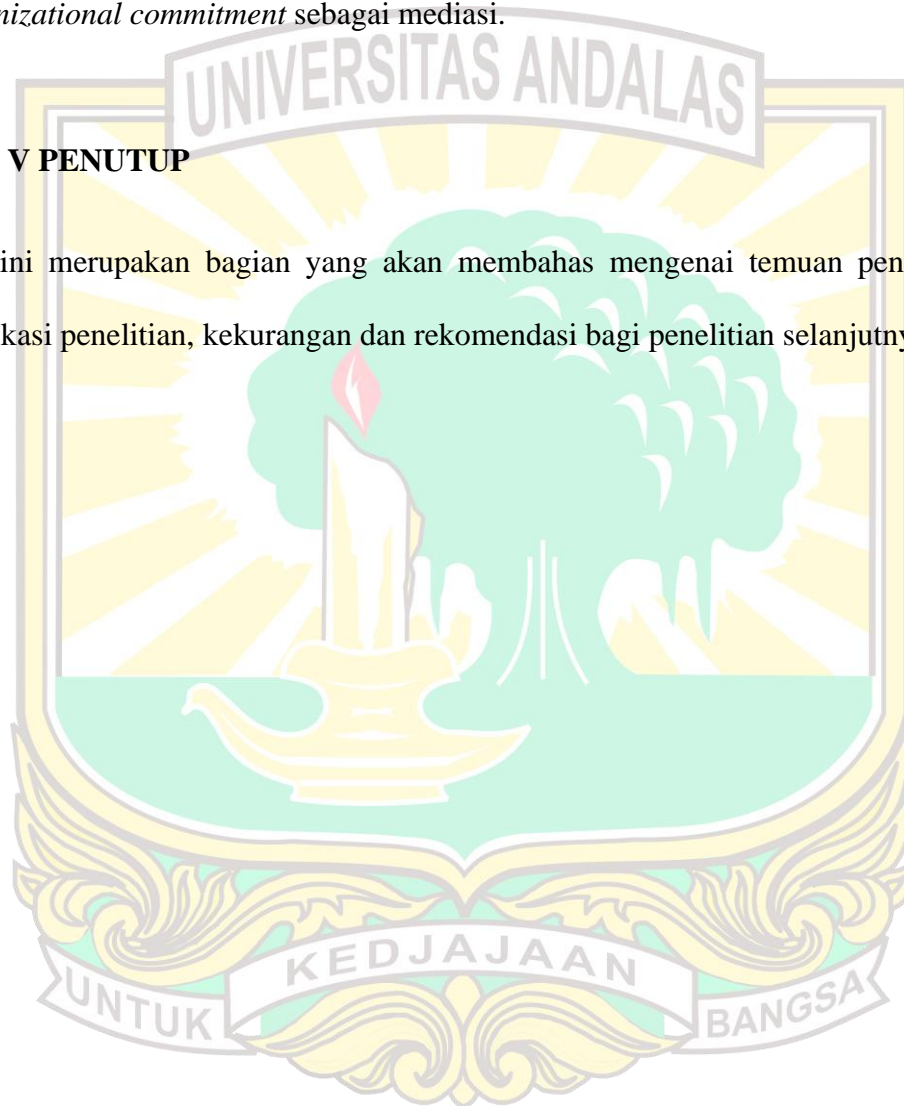 nizational commitment sebagai mediasi.
UNIVERSITAS ANDALAS
V PENUTUP
ini merupakan bagian yang akan membahas mengenai temuan pen
kasi penelitian, kekurangan dan rekomendasi bagi penelitian selanjutny
KEDJAJAAN
UNTUK
BANGSA